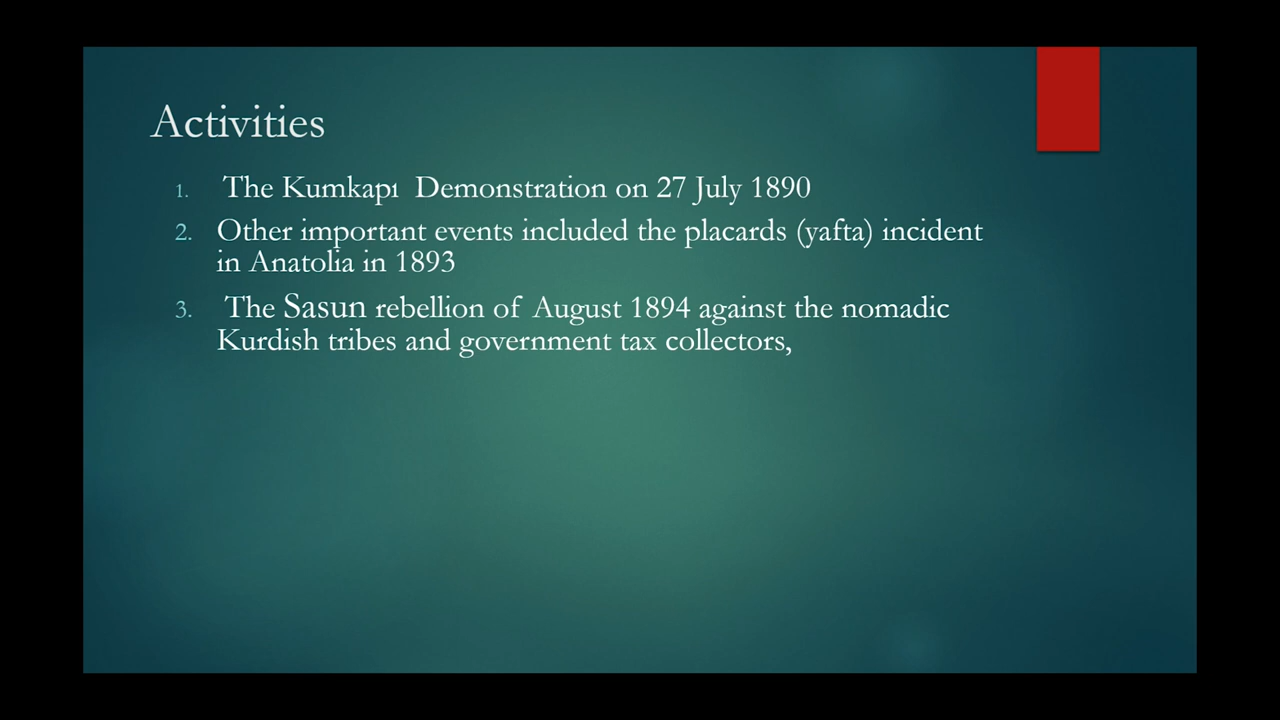 Activities
1. The Kumkapı Demonstration on 27 July 1890
2. Other important events included the placards (yafta) incident
in Anatolia in 1893
3. The Sasun rebellion of August 1894 against the nomadic
Kurdish tribes and government tax collectors,